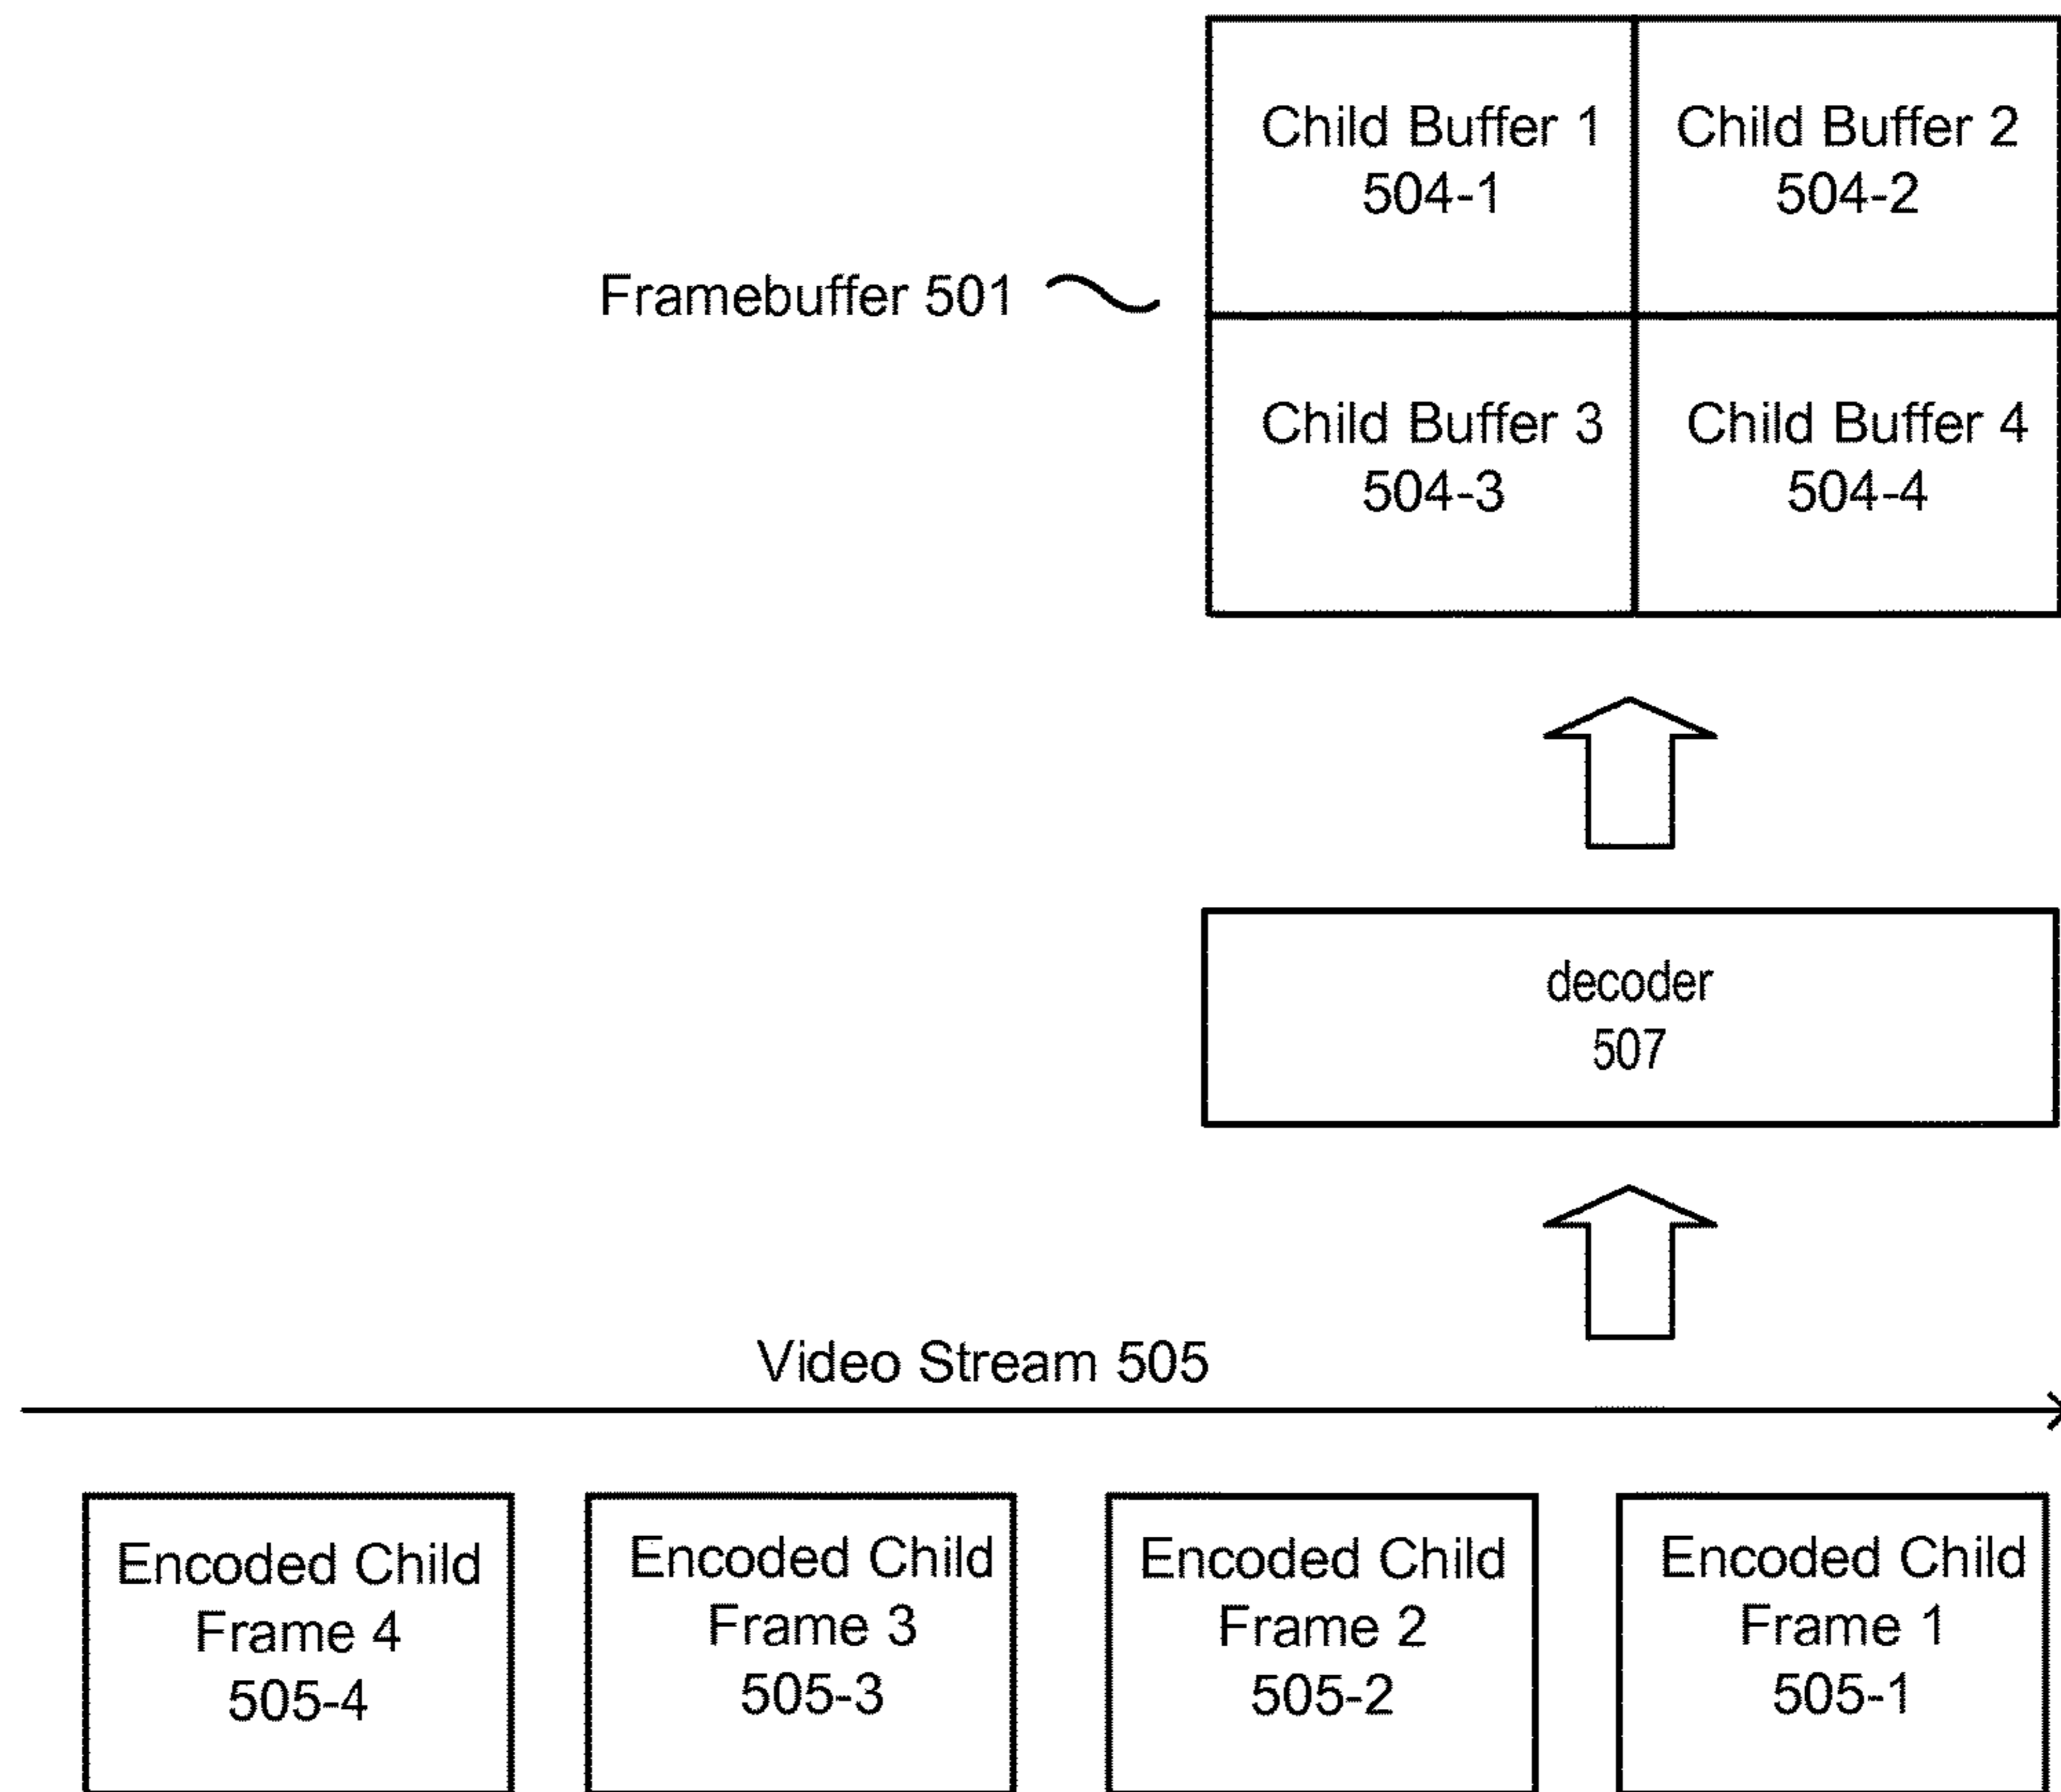 Child Buffer 1
504-1
Child Buffer 2
504-2
Framebuffer 501
Child Buffer 3
504-3
Child Buffer 4
504-4
decoder
507
Video Stream 505
Encoded Child
Frame 4
505-4
Encoded Child
Frame 3
505-3
Encoded Child
Frame 2
505-2
Encoded Child
Frame 1
505-1